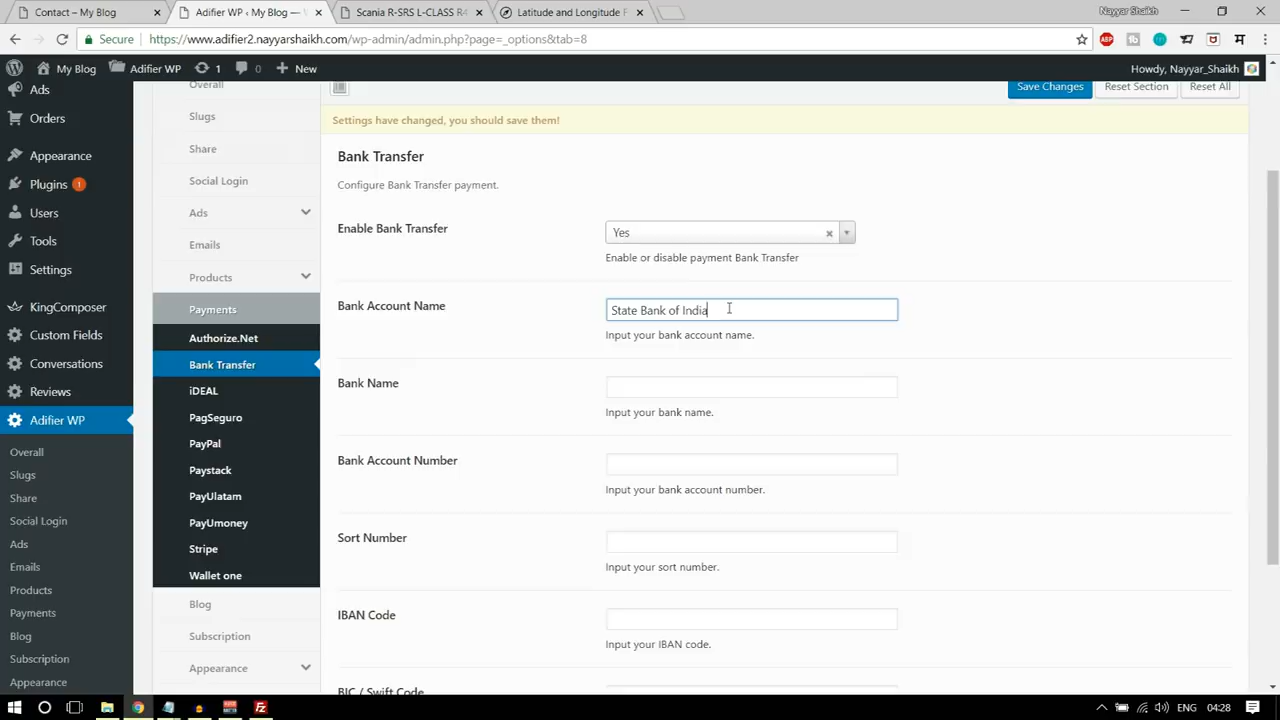 Contact – My Blog
Adifier WP ‹ My Blog —
Scania R-SRS L-CLASS R4
Latitude and Longitude F
Nayyar Shaikh
Secure
https://www.adifier2.nayyarshaikh.com/wp-admin/admin.php?page=_options&tab=8
ABP
My Blog
Adifier WP
1
0
New
Howdy, Nayyar_Shaikh
Ads
Orders
Appearance
Plugins 1
Users
Tools
Settings
KingComposer
Custom Fields
Conversations
Reviews
Adifier WP
Overall
Slugs
Share
Social Login
Ads
Emails
Products
Payments
Blog
Subscription
Appearance
Overall
Slugs
Share
Social Login
Ads
Emails
Products
Payments
Authorize.Net
Bank Transfer
iDEAL
PagSeguro
PayPal
Paystack
PayUlatam
PayUmoney
Stripe
Wallet one
Blog
Subscription
Appearance
Save Changes
Reset Section
Reset All
Settings have changed, you should save them!
Bank Transfer
Configure Bank Transfer payment.
Enable Bank Transfer
Yes
Enable or disable payment Bank Transfer
Bank Account Name
State Bank of India
Input your bank account name.
Bank Name
Input your bank name.
Bank Account Number
Input your bank account number.
Sort Number
Input your sort number.
IBAN Code
Input your IBAN code.
BIC / Swift Code
ENG
04:28